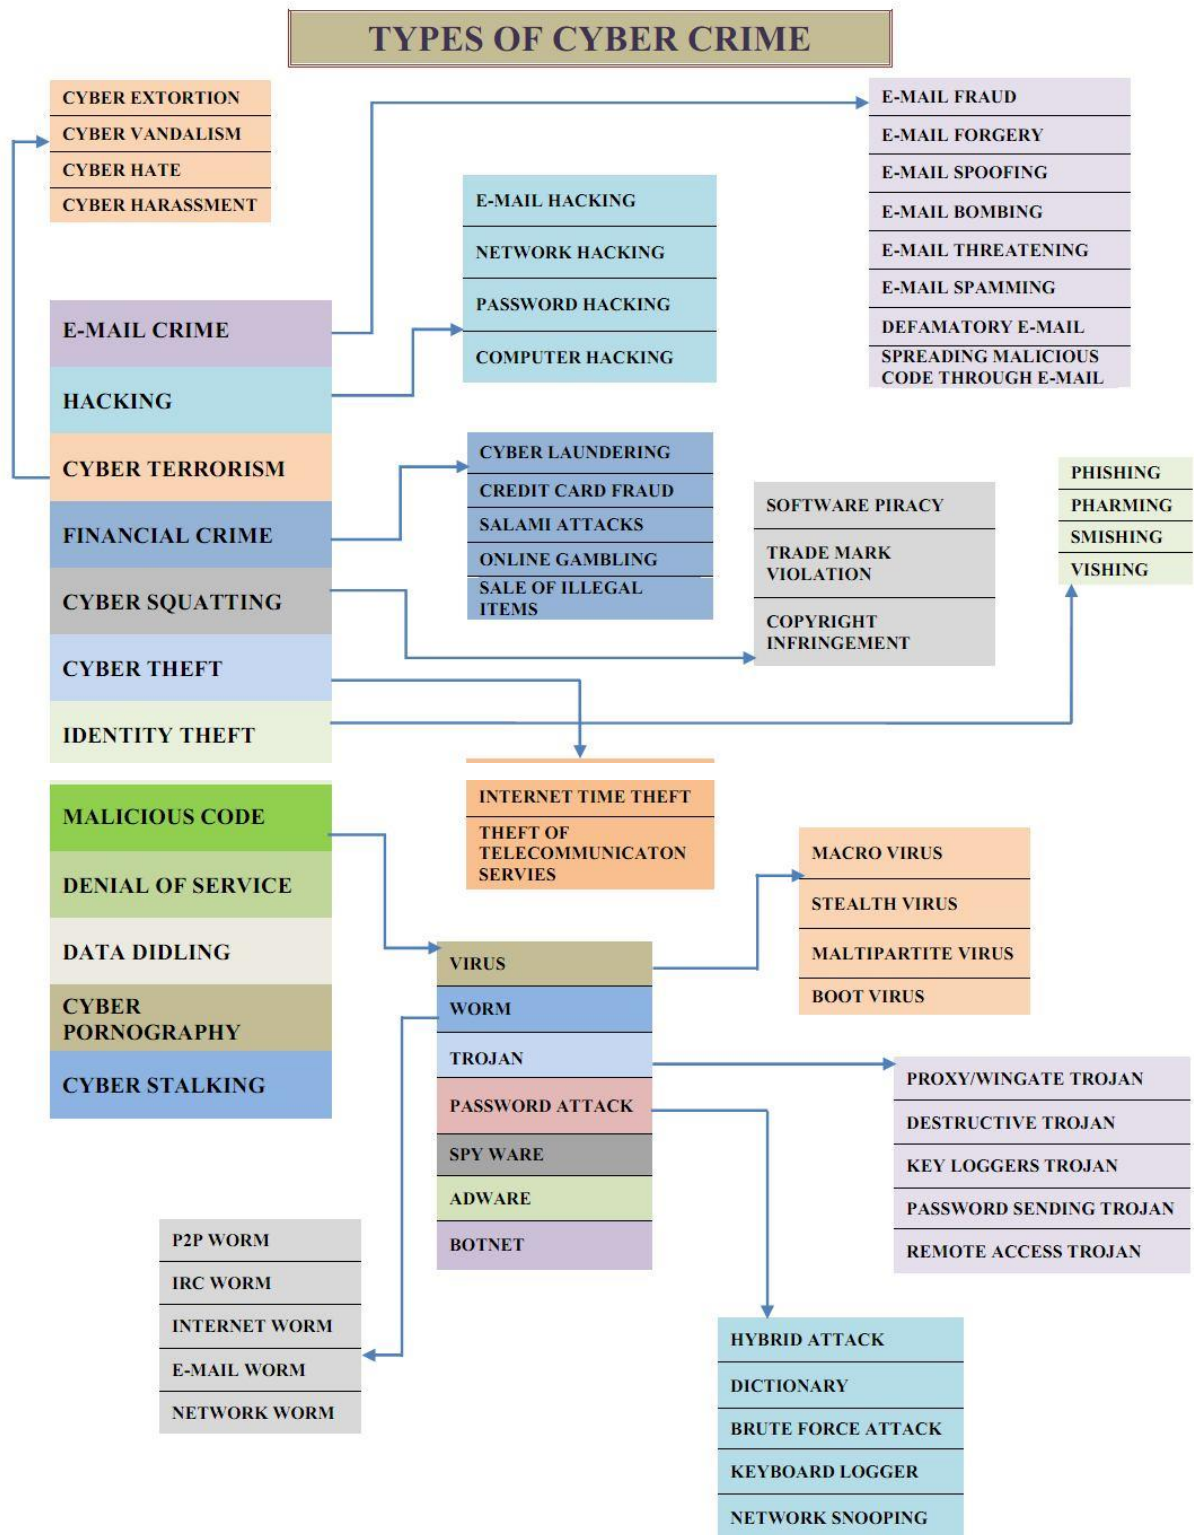 TYPES OF CYBER CRIME
CYBER EXTORTION
CYBER VANDALISM
CYBER HATE
CYBER HARASSMENT
E-MAIL FRAUD
E-MAIL FORGERY
E-MAIL SPOOFING
E-MAIL BOMBING
E-MAIL THREATENING
E-MAIL SPAMMING
DEFAMATORY E-MAIL
SPREADING MALICIOUS
CODE THROUGH E-MAIL
E-MAIL HACKING
NETWORK HACKING
PASSWORD HACKING
COMPUTER HACKING
E-MAIL CRIME
HACKING
CYBER TERRORISM
FINANCIAL CRIME
CYBER SQUATTING
CYBER THEFT
IDENTITY THEFT
CYBER LAUNDERING
CREDIT CARD FRAUD
SALAMI ATTACKS
ONLINE GAMBLING
SALE OF ILLEGAL
ITEMS
SOFTWARE PIRACY
TRADE MARK
VIOLATION
COPYRIGHT
INFRINGEMENT
PHISHING
PHARMING
SMISHING
VISHING
MALICIOUS CODE
DENIAL OF SERVICE
DATA DIDLING
CYBER
PORNOGRAPHY
CYBER STALKING
INTERNET TIME THEFT
THEFT OF
TELECOMMUNICATON
SERVIES
MACRO VIRUS
STEALTH VIRUS
MALTIPARTITE VIRUS
BOOT VIRUS
VIRUS
WORM
TROJAN
PASSWORD ATTACK
SPY WARE
ADWARE
BOTNET
PROXY/WINGATE TROJAN
DESTRUCTIVE TROJAN
KEY LOGGERS TROJAN
PASSWORD SENDING TROJAN
REMOTE ACCESS TROJAN
P2P WORM
IRC WORM
INTERNET WORM
E-MAIL WORM
NETWORK WORM
HYBRID ATTACK
DICTIONARY
BRUTE FORCE ATTACK
KEYBOARD LOGGER
NETWORK SNOOPING